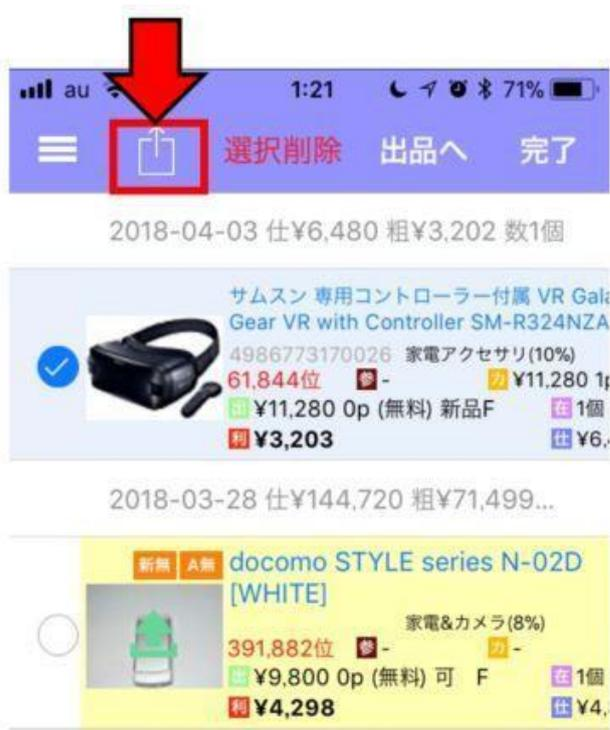 au 1:21 71%
選択削除 出品へ 完了
2018-04-03 仕¥6,480 粗¥3,202 数1個
サムスン 専用コントローラー付属 VR Gala
Gear VR with Controller SM-R324NZA
4986773170026 家電アクセサリ(10%)
61,844位 参 - カ ¥11,280 1p
出 ¥11,280 0p (無料) 新品F 在 1個
利 ¥3,203 仕 ¥6,
2018-03-28 仕¥144,720 粗¥71,499...
新無 A無 docomo STYLE series N-02D
[WHITE]
家電&カメラ(8%)
391,882位 参 - カ -
出 ¥9,800 0p (無料) 可 F 在 1個
利 ¥4,298 仕 ¥4,